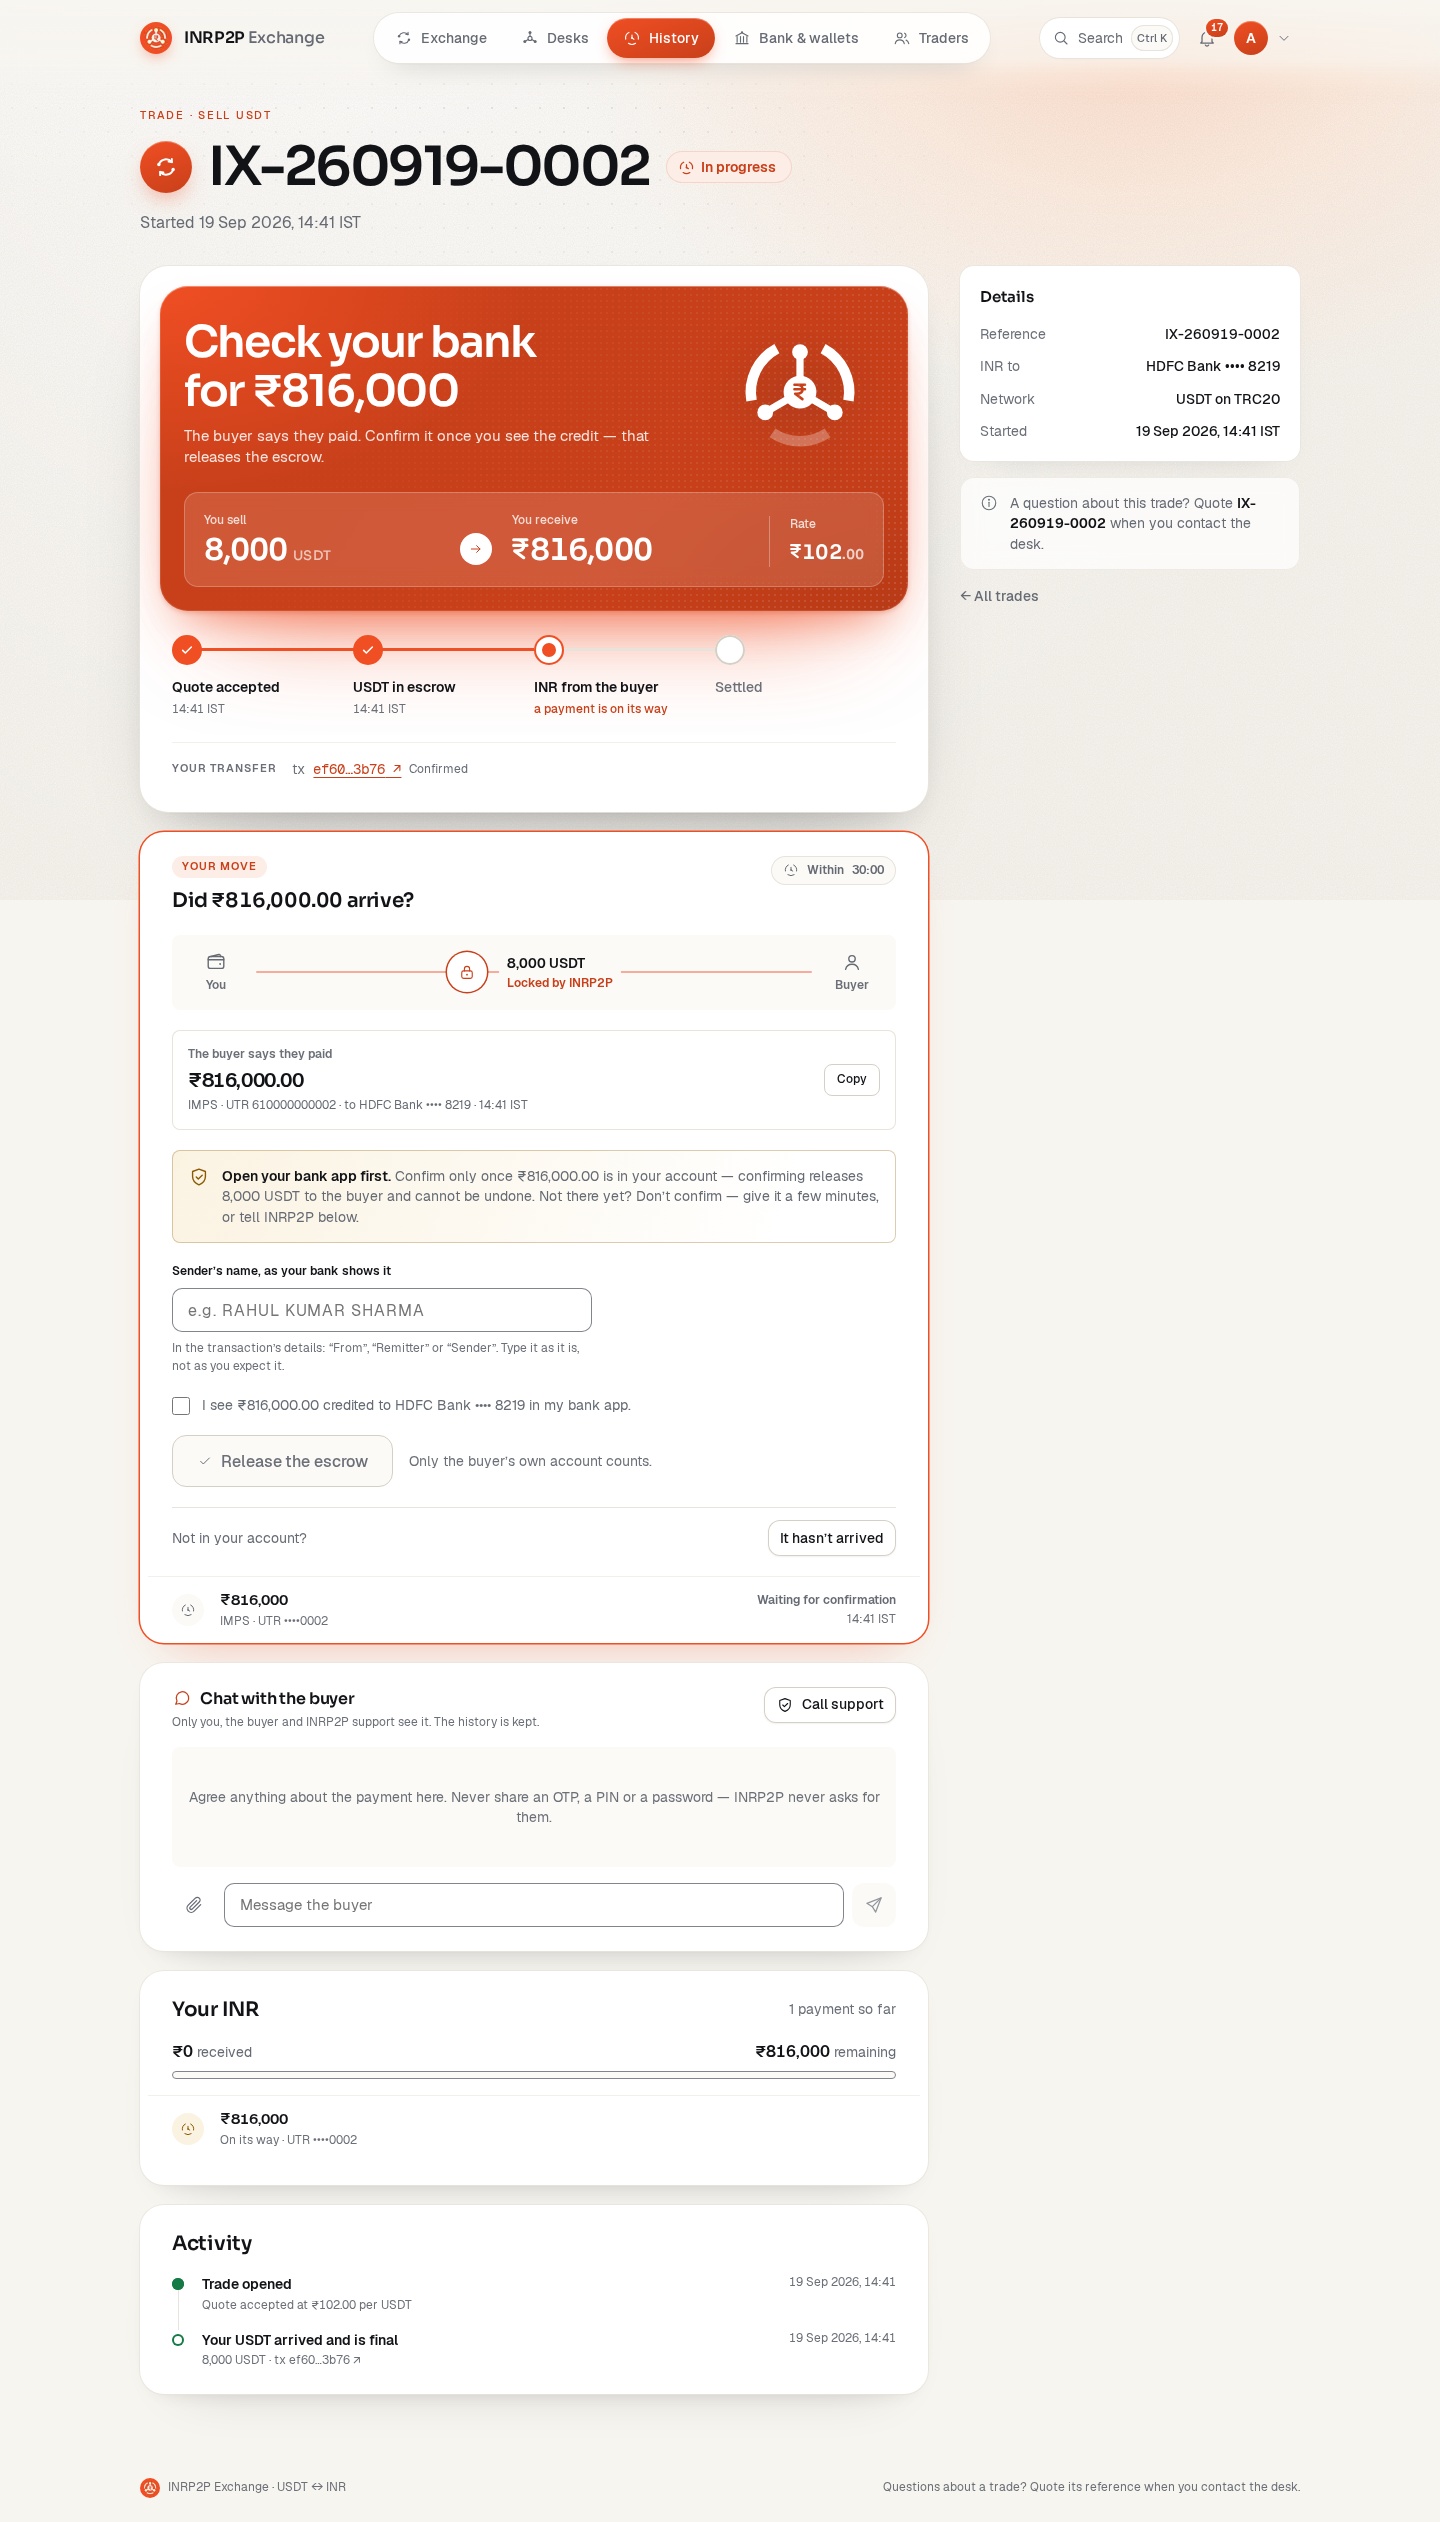 INRP2P Exchange
Exchange
Desks
History
Bank & wallets
Traders
Search
Ctrl K
17
A
TRADE · SELL USDT
IX-260919-0002
In progress
Started 19 Sep 2026, 14:41 IST
Check your bank
for ₹816,000
₹
The buyer says they paid. Confirm it once you see the credit — that
releases the escrow.
You sell
8,000 USDT
You receive
₹816,000
Rate
₹102.00
Quote accepted
14:41 IST
USDT in escrow
14:41 IST
INR from the buyer
a payment is on its way
Settled
YOUR TRANSFER tx ef60…3b76 ↗ Confirmed
Details
Reference IX-260919-0002
INR to HDFC Bank •••• 8219
Network USDT on TRC20
Started 19 Sep 2026, 14:41 IST
A question about this trade? Quote IX-
260919-0002 when you contact the
desk.
← All trades
YOUR MOVE
Within 30:00
Did ₹816,000.00 arrive?
You
8,000 USDT
Locked by INRP2P
Buyer
The buyer says they paid
₹816,000.00
IMPS · UTR 610000000002 · to HDFC Bank •••• 8219 · 14:41 IST
Copy
Open your bank app first. Confirm only once ₹816,000.00 is in your account — confirming releases
8,000 USDT to the buyer and cannot be undone. Not there yet? Don’t confirm — give it a few minutes,
or tell INRP2P below.
Sender’s name, as your bank shows it
e.g. RAHUL KUMAR SHARMA
In the transaction’s details: “From”, “Remitter” or “Sender”. Type it as it is,
not as you expect it.
I see ₹816,000.00 credited to HDFC Bank •••• 8219 in my bank app.
Release the escrow
Only the buyer’s own account counts.
Not in your account?
It hasn’t arrived
₹816,000
IMPS · UTR ••••0002
Waiting for confirmation
14:41 IST
Chat with the buyer
Only you, the buyer and INRP2P support see it. The history is kept.
Call support
Agree anything about the payment here. Never share an OTP, a PIN or a password — INRP2P never asks for
them.
Message the buyer
Your INR
1 payment so far
₹0 received
₹816,000 remaining
₹816,000
On its way · UTR ••••0002
Activity
Trade opened
19 Sep 2026, 14:41
Quote accepted at ₹102.00 per USDT
Your USDT arrived and is final
19 Sep 2026, 14:41
8,000 USDT · tx ef60…3b76 ↗
INRP2P Exchange · USDT ↔ INR
Questions about a trade? Quote its reference when you contact the desk.